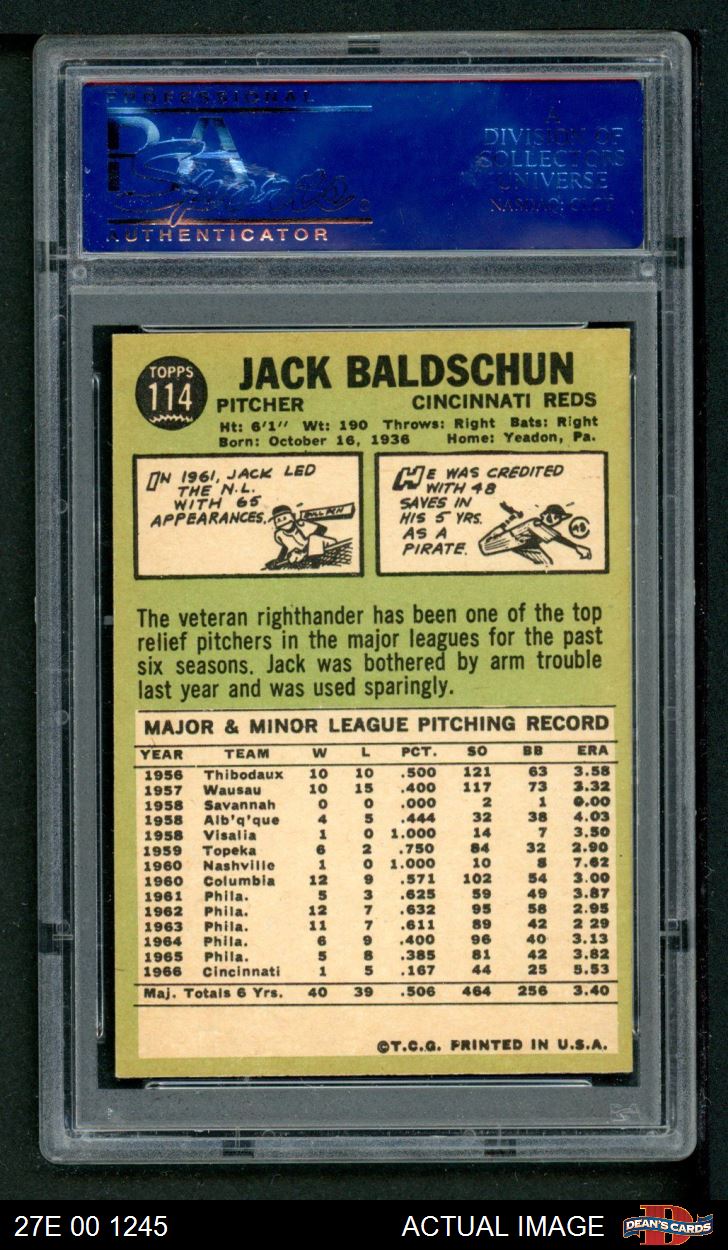 PROFESSIONAL
PSA
Sports
AUTHENTICATOR
A
DIVISION OF
COLLECTORS
UNIVERSE
NASDAQ: CLCT
TOPPS
114
JACK BALDSCHUN
PITCHER CINCINNATI REDS
Ht: 6'1" Wt: 190 Throws: Right Bats: Right
Born: October 16, 1936 Home: Yeadon, Pa.
IN 1961, JACK LED
THE N.L.
WITH 65
APPEARANCES.
BULLPEN
HE WAS CREDITED
WITH 48
SAVES IN
HIS 5 YRS.
AS A
PIRATE.
48
The veteran righthander has been one of the top
relief pitchers in the major leagues for the past
six seasons. Jack was bothered by arm trouble
last year and was used sparingly.
MAJOR & MINOR LEAGUE PITCHING RECORD
YEAR TEAM W L PCT. SO BB ERA
1956 Thibodaux 10 10 .500 121 63 3.58
1957 Wausau 10 15 .400 117 73 3.32
1958 Savannah 0 0 .000 2 1 0.00
1958 Alb'q'que 4 5 .444 32 38 4.03
1958 Visalia 1 0 1.000 14 7 3.50
1959 Topeka 6 2 .750 84 32 2.90
1960 Nashville 1 0 1.000 10 8 7.62
1960 Columbia 12 9 .571 102 54 3.00
1961 Phila. 5 3 .625 59 49 3.87
1962 Phila. 12 7 .632 95 58 2.95
1963 Phila. 11 7 .611 89 42 2 29
1964 Phila. 6 9 .400 96 40 3.13
1965 Phila. 5 8 .385 81 42 3.82
1966 Cincinnati 1 5 .167 44 25 5.53
Maj. Totals 6 Yrs. 40 39 .506 464 256 3.40
©T.C.G. PRINTED IN U.S.A.
27E 00 1245 ACTUAL IMAGE
DEAN'S CARDS